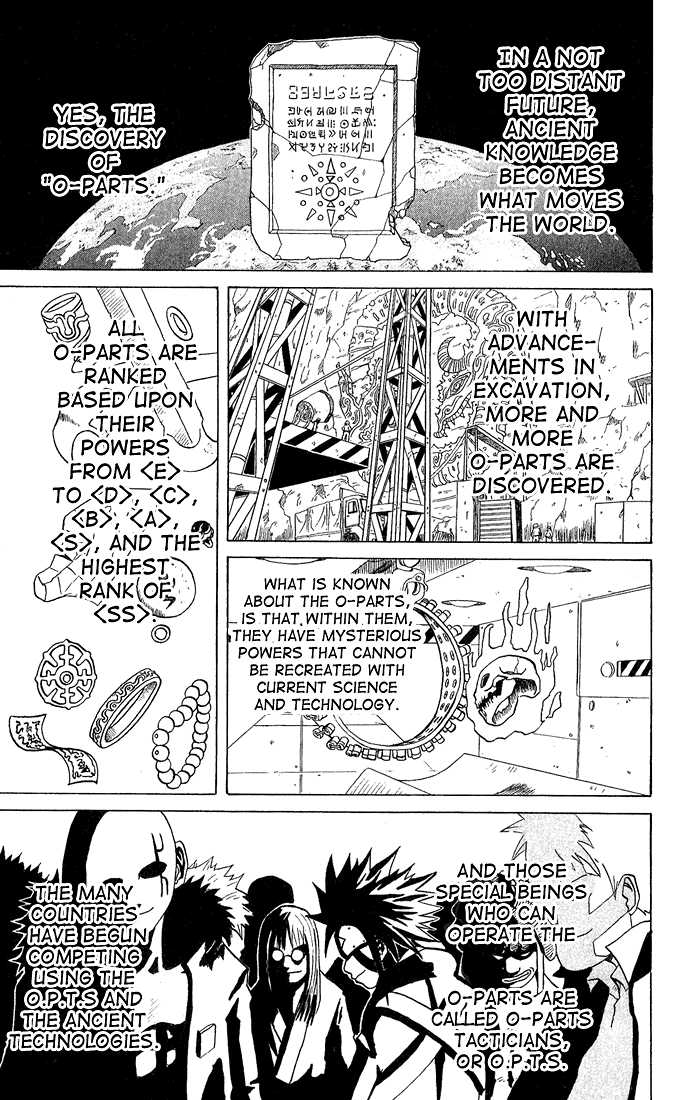 IN A NOT
TOO DISTANT
FUTURE,
ANCIENT
KNOWLEDGE
BECOMES
WHAT MOVES
THE WORLD.
YES, THE
DISCOVERY
OF
"O-PARTS."
WITH
ADVANCE-
MENTS IN
EXCAVATION,
MORE AND
MORE
O-PARTS ARE
DISCOVERED.
WHAT IS KNOWN
ABOUT THE O-PARTS,
IS THAT WITHIN THEM,
THEY HAVE MYSTERIOUS
POWERS THAT CANNOT
BE RECREATED WITH
CURRENT SCIENCE
AND TECHNOLOGY.
ALL
O-PARTS ARE
RANKED
BASED UPON
THEIR
POWERS
FROM <E>
TO <D>, <C>,
<B>, <A>,
<S>, AND THE
HIGHEST
RANK OF
<SS>.
AND THOSE
SPECIAL BEINGS
WHO CAN
OPERATE THE
O-PARTS ARE
CALLED O-PARTS
TACTICIANS,
OR O.P.T.S.
THE MANY
COUNTRIES
HAVE BEGUN
COMPETING
USING THE
O.P.T.S AND
THE ANCIENT
TECHNOLOGIES.